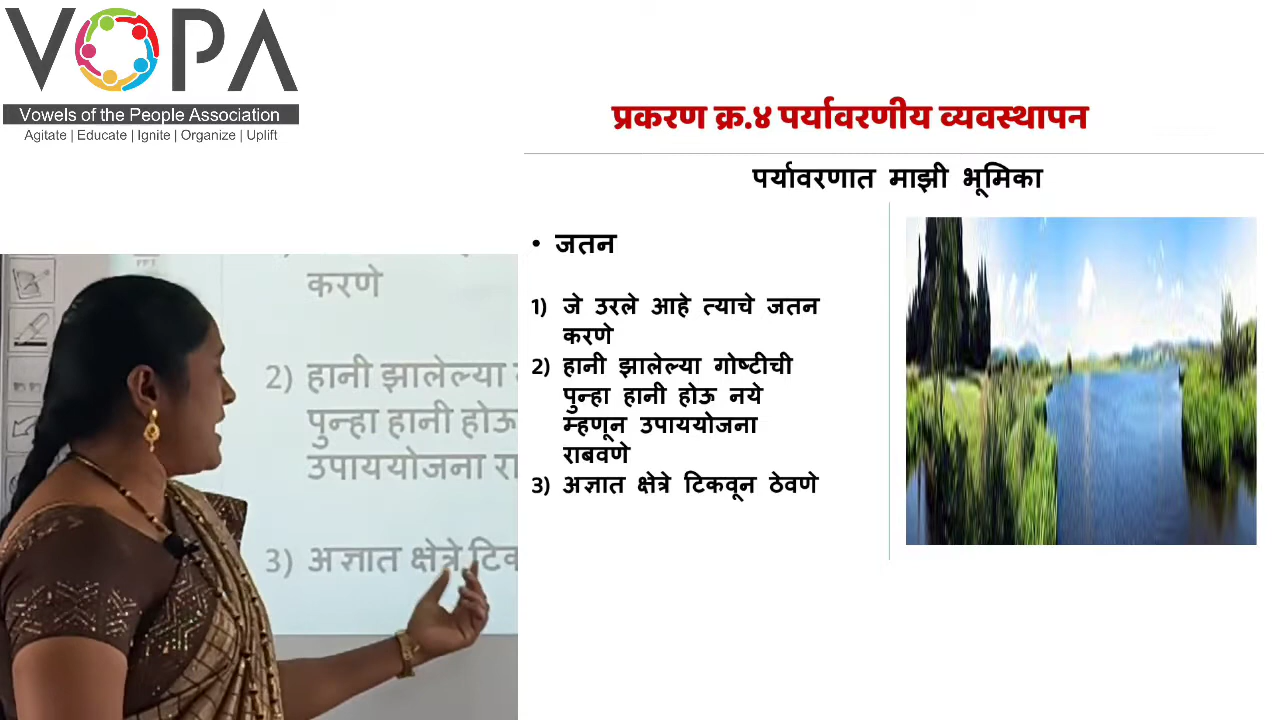 VOPA
Vowels of the People Association
Agitate | Educate | Ignite | Organize | Uplift
प्रकरण क्र.४ पर्यावरणीय व्यवस्थापन
पर्यावरणात माझी भूमिका
• जतन
1) जे उरले आहे त्याचे जतन
करणे
2) हानी झालेल्या गोष्टीची
पुन्हा हानी होऊ नये
म्हणून उपाययोजना
राबवणे
3) अज्ञात क्षेत्रे टिकवून ठेवणे
करणे
2) हानी झालेल्या
पुन्हा हानी होऊ
उपाययोजना रा
3) अज्ञात क्षेत्रे टिक